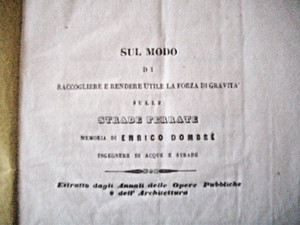 SUL MODO
DI
RACCOGLIERE E RENDERE UTILE LA FORZA DI GRAVITA'
SULLE
STRADE FERRATE
MEMORIA DI ENRICO DOMBRÈ
INGEGNERE DI ACQUE E STRADE
Estratto dagli Annali delle Opere Pubbliche
e dell' Architettura